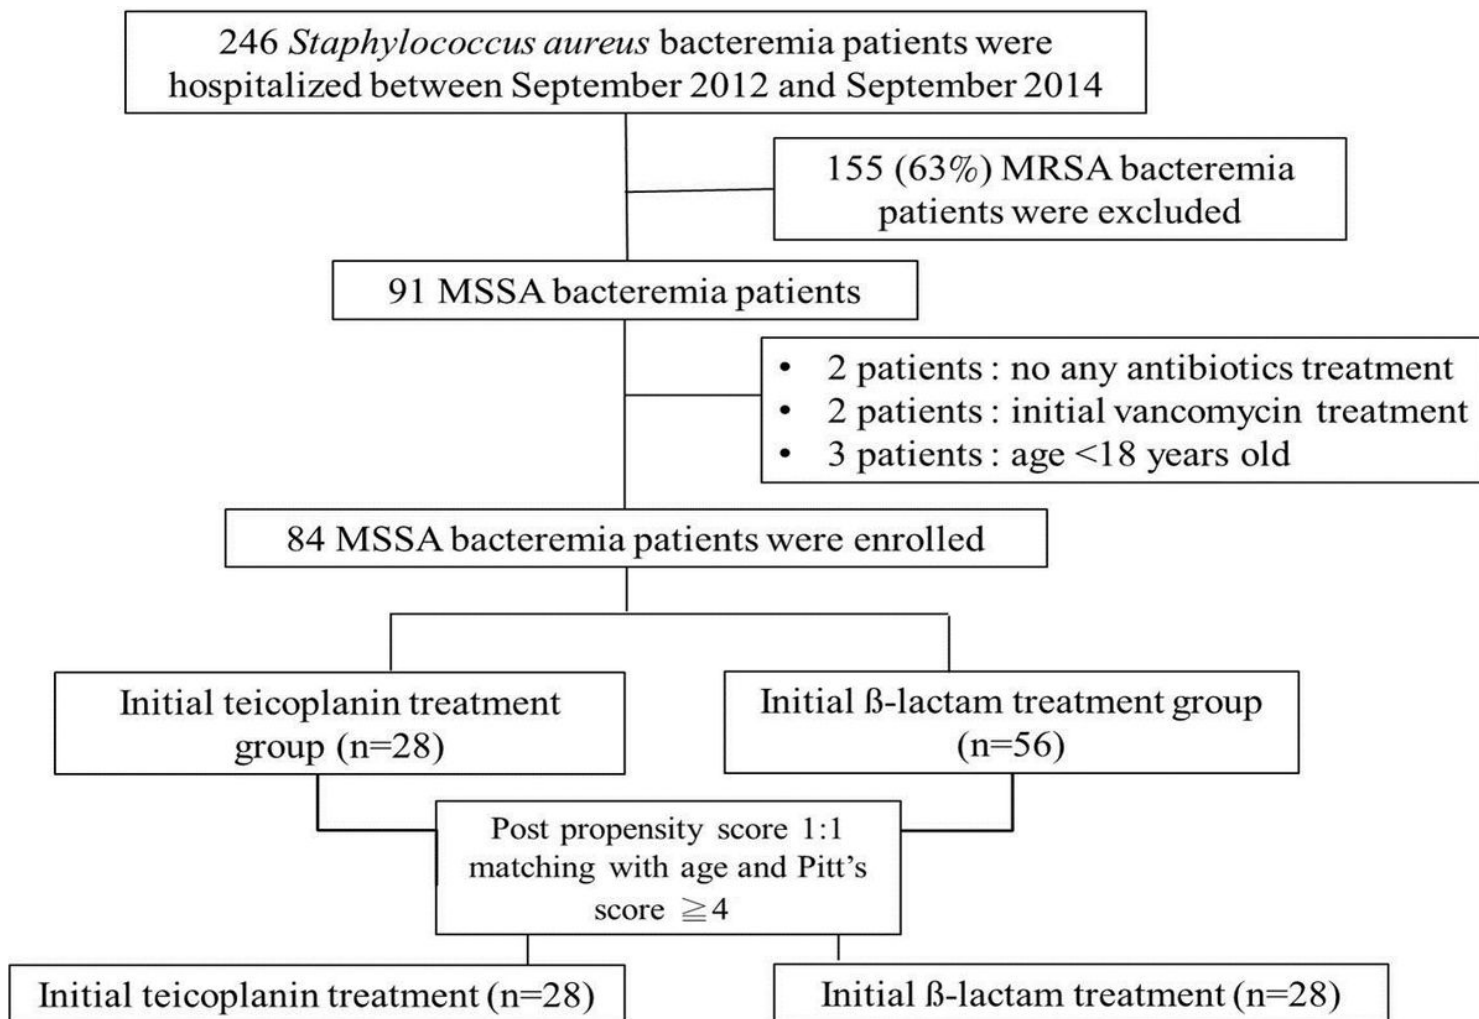 246 Staphylococcus aureus bacteremia patients were
hospitalized between September 2012 and September 2014
155 (63%) MRSA bacteremia
patients were excluded
91 MSSA bacteremia patients
• 2 patients : no any antibiotics treatment
• 2 patients : initial vancomycin treatment
• 3 patients : age <18 years old
84 MSSA bacteremia patients were enrolled
Initial teicoplanin treatment
group (n=28)
Initial ß-lactam treatment group
(n=56)
Post propensity score 1:1
matching with age and Pitt's
score ≧4
Initial teicoplanin treatment (n=28)
Initial ß-lactam treatment (n=28)